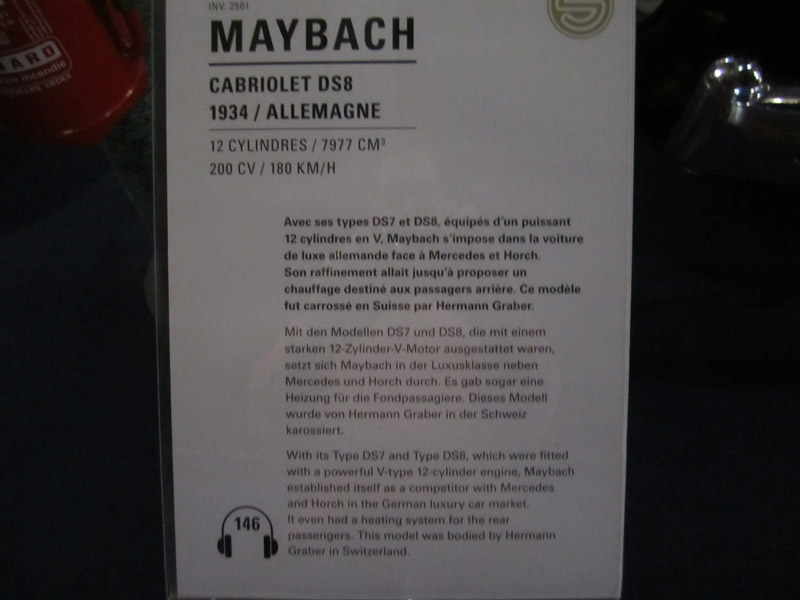 INV. 2501
MAYBACH
CABRIOLET DS8
1934 / ALLEMAGNE
12 CYLINDRES / 7977 CM³
200 CV / 180 KM/H
Avec ses types DS7 et DS8, équipés d'un puissant
12 cylindres en V, Maybach s'impose dans la voiture
de luxe allemande face à Mercedes et Horch.
Son raffinement allait jusqu'à proposer un
chauffage destiné aux passagers arrière. Ce modèle
fut carrossé en Suisse par Hermann Graber.
Mit den Modellen DS7 und DS8, die mit einem
starken 12-Zylinder-V-Motor ausgestattet waren,
setzt sich Maybach in der Luxusklasse neben
Mercedes und Horch durch. Es gab sogar eine
Heizung für die Fondpassagiere. Dieses Modell
wurde von Hermann Graber in der Schweiz
karossiert.
With its Type DS7 and Type DS8, which were fitted
with a powerful V-type 12-cylinder engine, Maybach
established itself as a competitor with Mercedes
and Horch in the German luxury car market.
It even had a heating system for the rear
passengers. This model was bodied by Hermann
Graber in Switzerland.
146